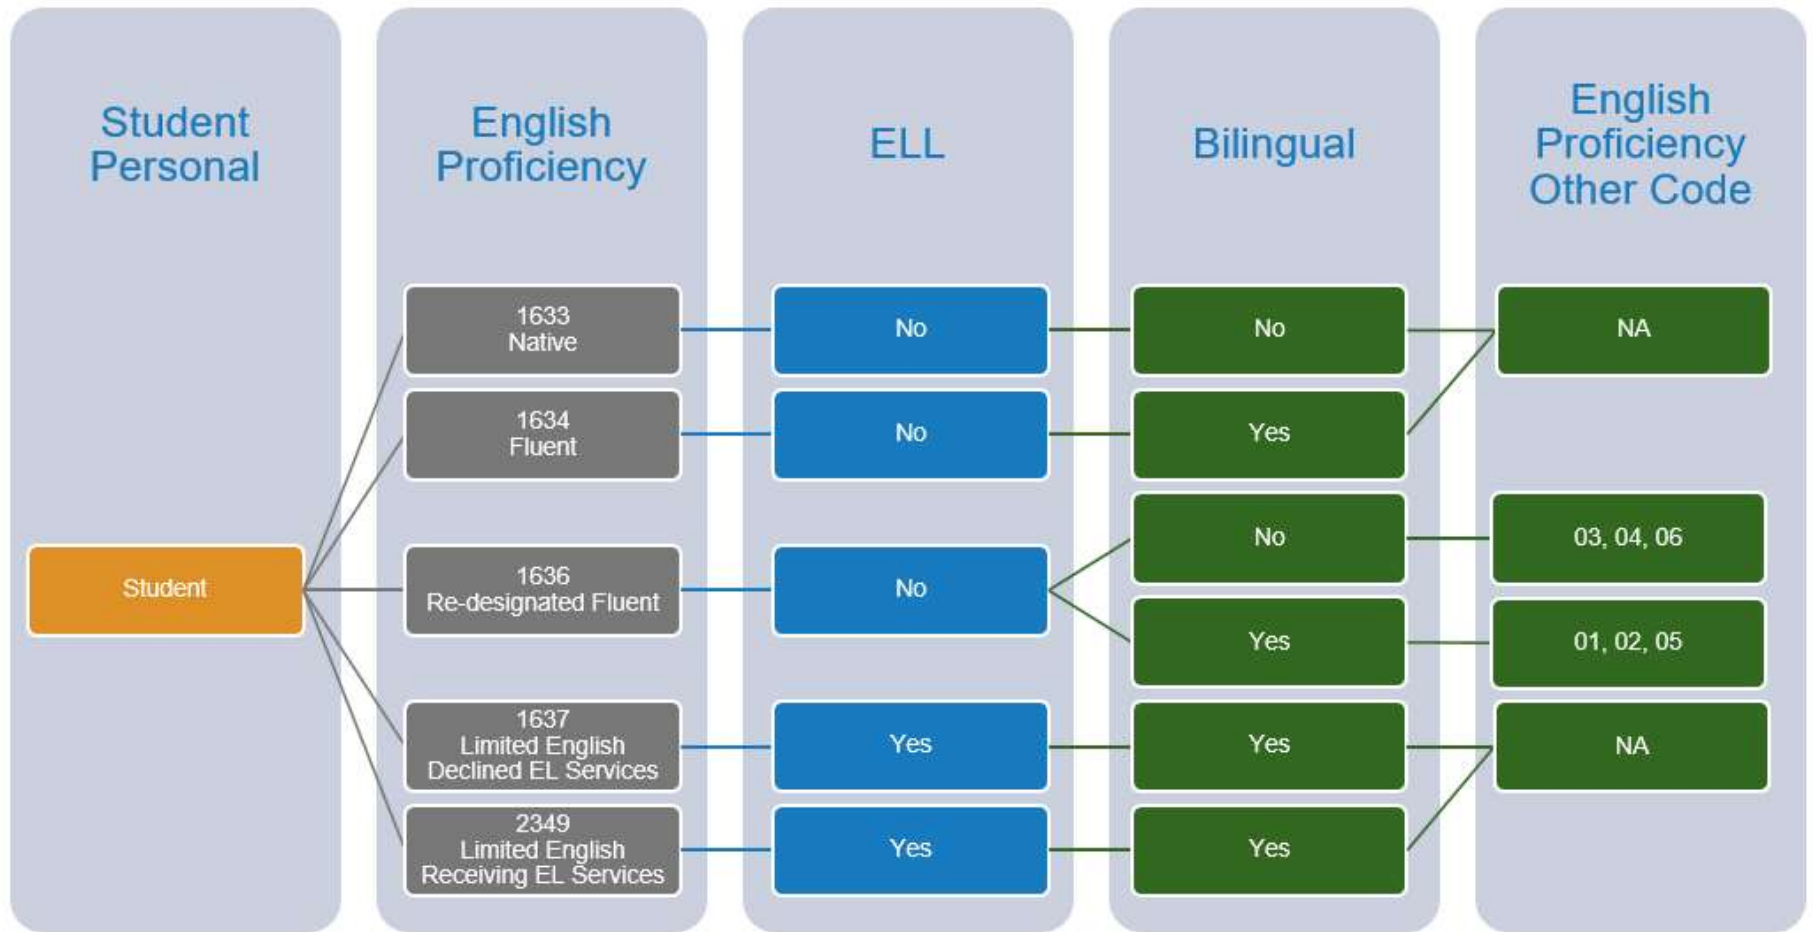 Student
Personal
English
Proficiency
ELL
Bilingual
English
Proficiency
Other Code
Student
1633
Native
No
No
NA
1634
Fluent
No
Yes
1636
Re-designated Fluent
No
No
03, 04, 06
Yes
01, 02, 05
1637
Limited English
Declined EL Services
Yes
Yes
NA
2349
Limited English
Receiving EL Services
Yes
Yes